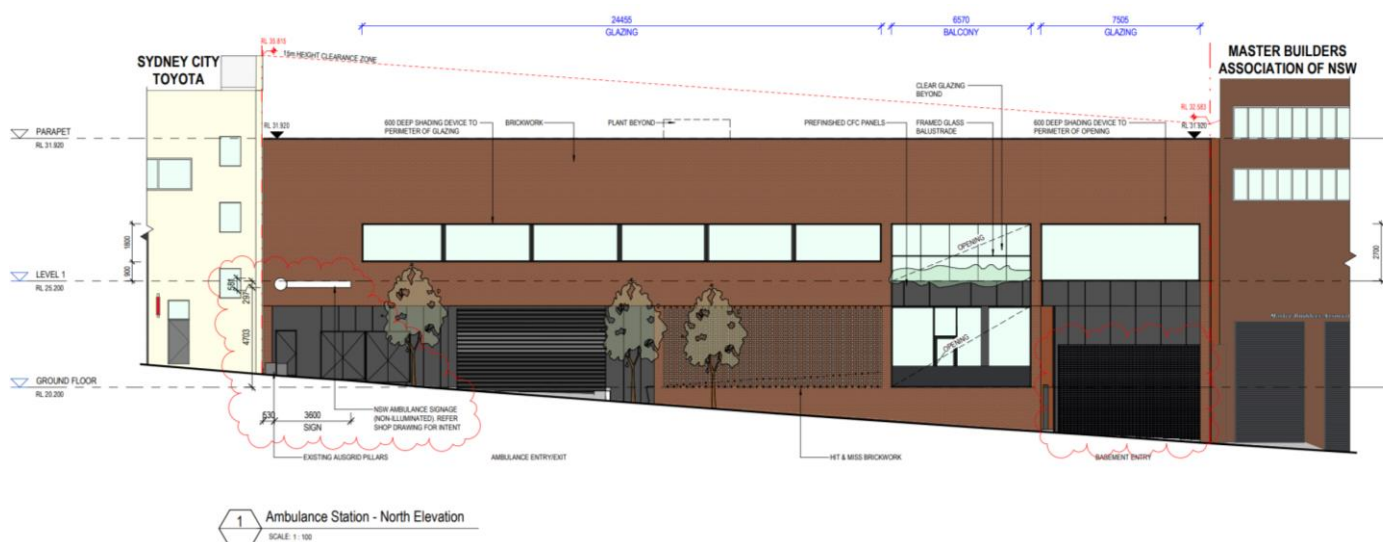 24455
GLAZING
6570
BALCONY
7505
GLAZING
RL 35.815
15m HEIGHT CLEARANCE ZONE
SYDNEY CITY
TOYOTA
MASTER BUILDERS
ASSOCIATION OF NSW
CLEAR GLAZING
BEYOND
RL 32.583
PARAPET
RL 31.920
RL 31.920
600 DEEP SHADING DEVICE TO
PERIMETER OF GLAZING
BRICKWORK
PLANT BEYOND
PREFINISHED CFC PANELS
FRAMED GLASS
BALUSTRADE
600 DEEP SHADING DEVICE TO
PERIMETER OF OPENING
RL 31.920
1800
900
OPENING
2700
LEVEL 1
RL 25.200
585
297
4703
OPENING
GROUND FLOOR
RL 20.200
530
3600
SIGN
NSW AMBULANCE SIGNAGE
(NON-ILLUMINATED). REFER
SHOP DRAWING FOR INTENT
EXISTING AUSGRID PILLARS
AMBULANCE ENTRY/EXIT
HIT & MISS BRICKWORK
BASEMENT ENTRY
1
Ambulance Station - North Elevation
SCALE: 1 : 100